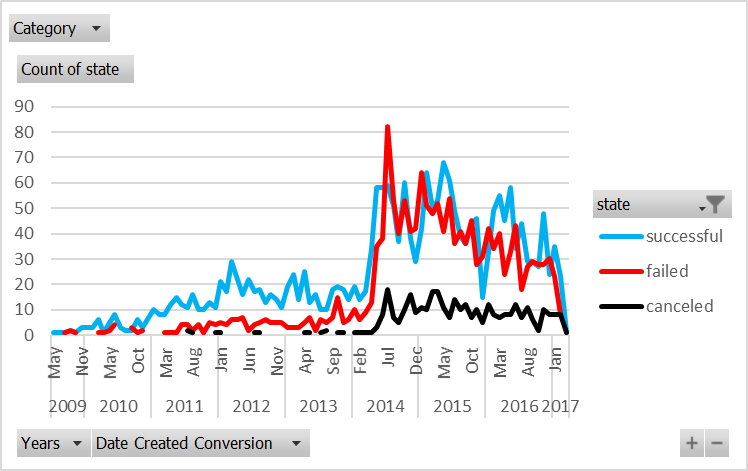 Category
Count of state
90
80
70
60
50
40
30
20
10
0
May Nov May Oct Mar Aug Jan Jun Nov Apr Sep Feb Jul Dec May Oct Mar Aug Jan
2009 2010 2011 2012 2013 2014 2015 2016 2017
state
successful
failed
canceled
Years Date Created Conversion
+ −